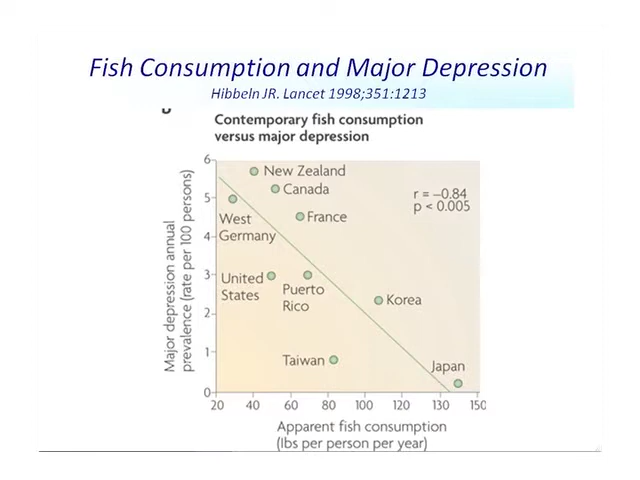 Fish Consumption and Major Depression
Hibbeln JR. Lancet 1998;351:1213
Contemporary fish consumption
versus major depression
Major depression annual
prevalence (rate per 100 persons)
6
5
4
3
2
1
0
New Zealand
Canada
France
West
Germany
United
States
Puerto
Rico
Korea
Taiwan
Japan
r = –0.84
p < 0.005
20 40 60 80 100 120 130 150
Apparent fish consumption
(lbs per person per year)